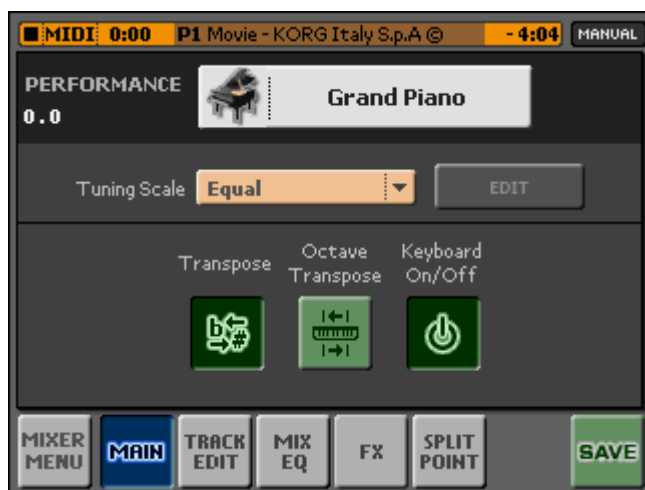 MIDI 0:00 P1 Movie - KORG Italy S.p.A © - 4:04 MANUAL
PERFORMANCE
0.0
Grand Piano
Tuning Scale Equal EDIT
Transpose
Octave
Transpose
Keyboard
On/Off
b #
MIXER
MENU
MAIN
TRACK
EDIT
MIX
EQ
FX
SPLIT
POINT
SAVE